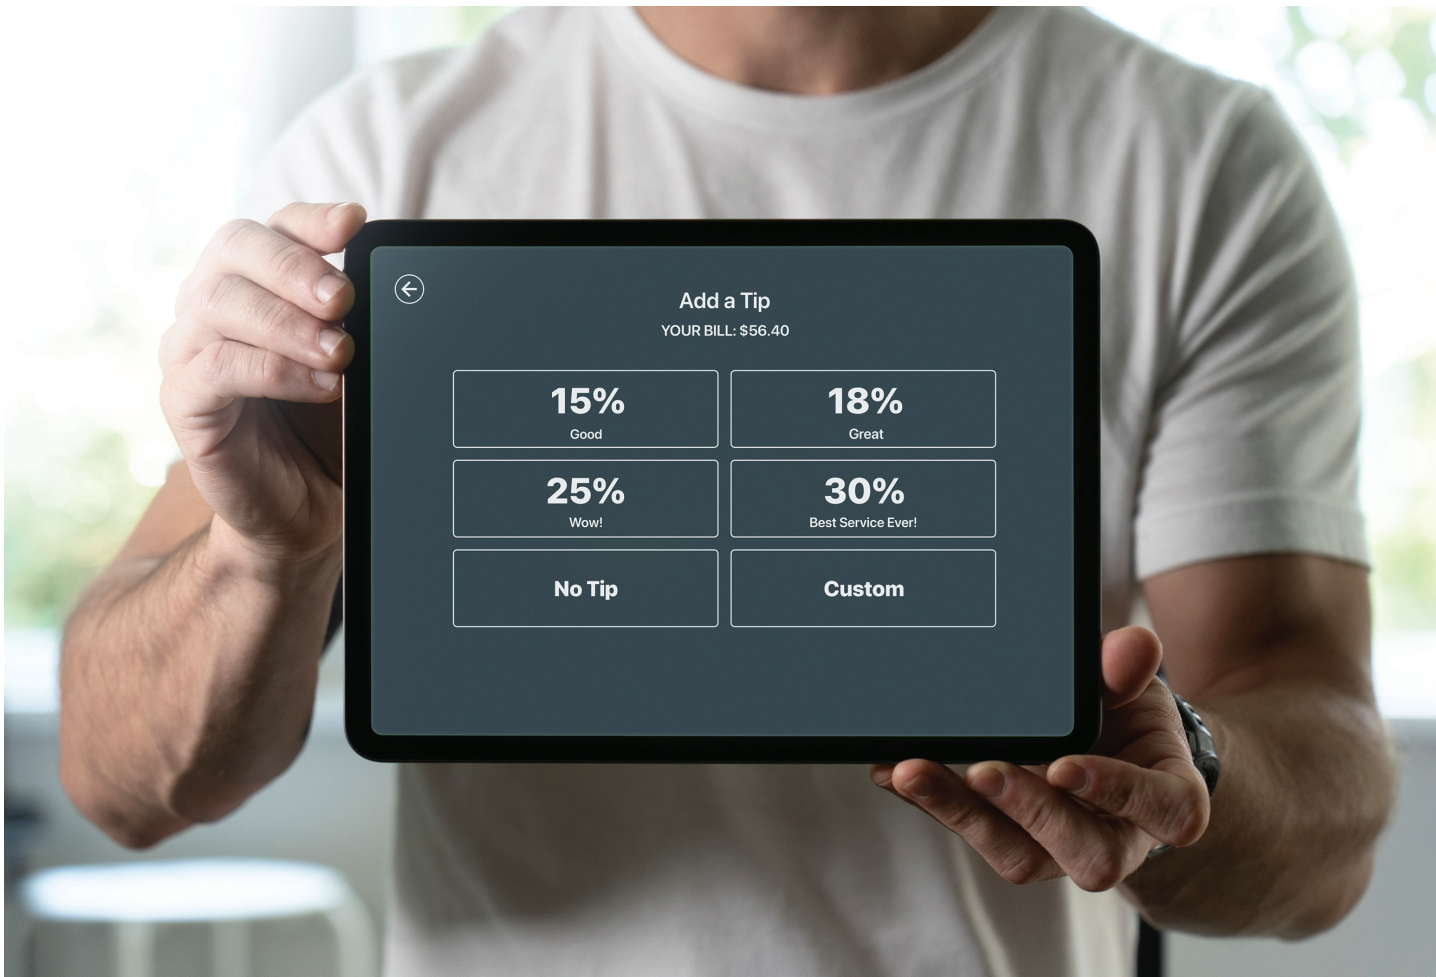 Add a Tip
YOUR BILL: $56.40
15%
Good
18%
Great
25%
Wow!
30%
Best Service Ever!
No Tip
Custom